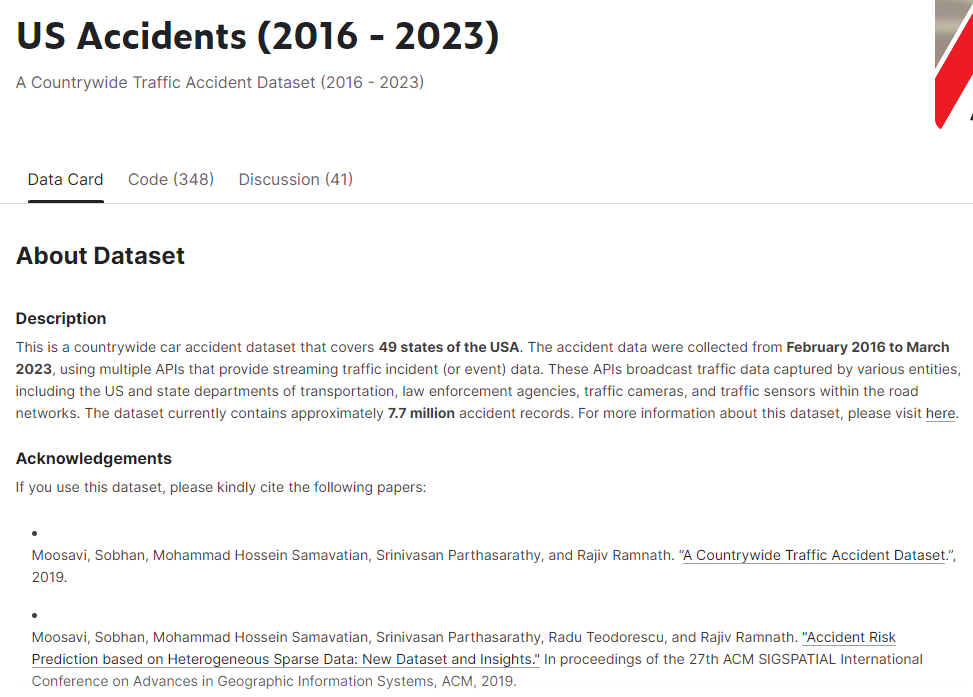 US Accidents (2016 - 2023)
A Countrywide Traffic Accident Dataset (2016 - 2023)
Data Card Code (348) Discussion (41)
About Dataset
Description
This is a countrywide car accident dataset that covers 49 states of the USA. The accident data were collected from February 2016 to March
2023, using multiple APIs that provide streaming traffic incident (or event) data. These APIs broadcast traffic data captured by various entities,
including the US and state departments of transportation, law enforcement agencies, traffic cameras, and traffic sensors within the road
networks. The dataset currently contains approximately 7.7 million accident records. For more information about this dataset, please visit here.
Acknowledgements
If you use this dataset, please kindly cite the following papers:
•
Moosavi, Sobhan, Mohammad Hossein Samavatian, Srinivasan Parthasarathy, and Rajiv Ramnath. “A Countrywide Traffic Accident Dataset.”,
2019.
•
Moosavi, Sobhan, Mohammad Hossein Samavatian, Srinivasan Parthasarathy, Radu Teodorescu, and Rajiv Ramnath. "Accident Risk
Prediction based on Heterogeneous Sparse Data: New Dataset and Insights." In proceedings of the 27th ACM SIGSPATIAL International
Conference on Advances in Geographic Information Systems, ACM, 2019.